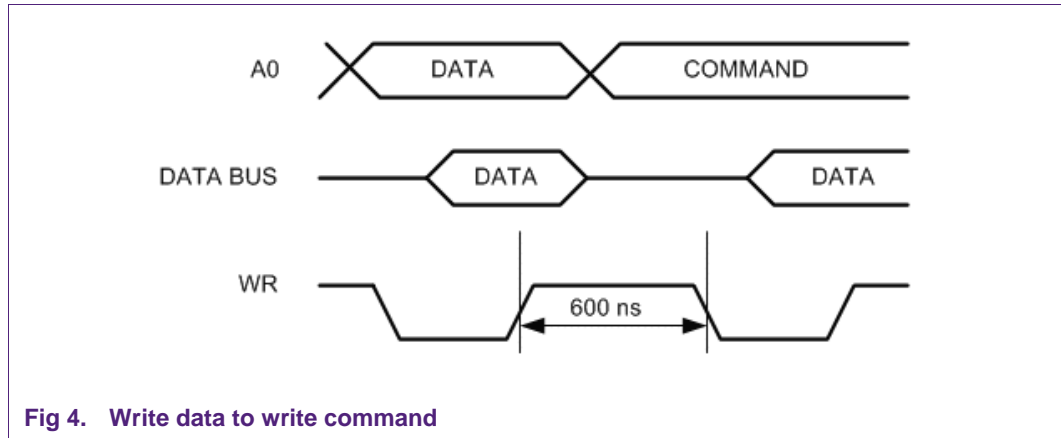 A0
DATA
COMMAND
DATA BUS
DATA
DATA
WR
600 ns
Fig 4. Write data to write command